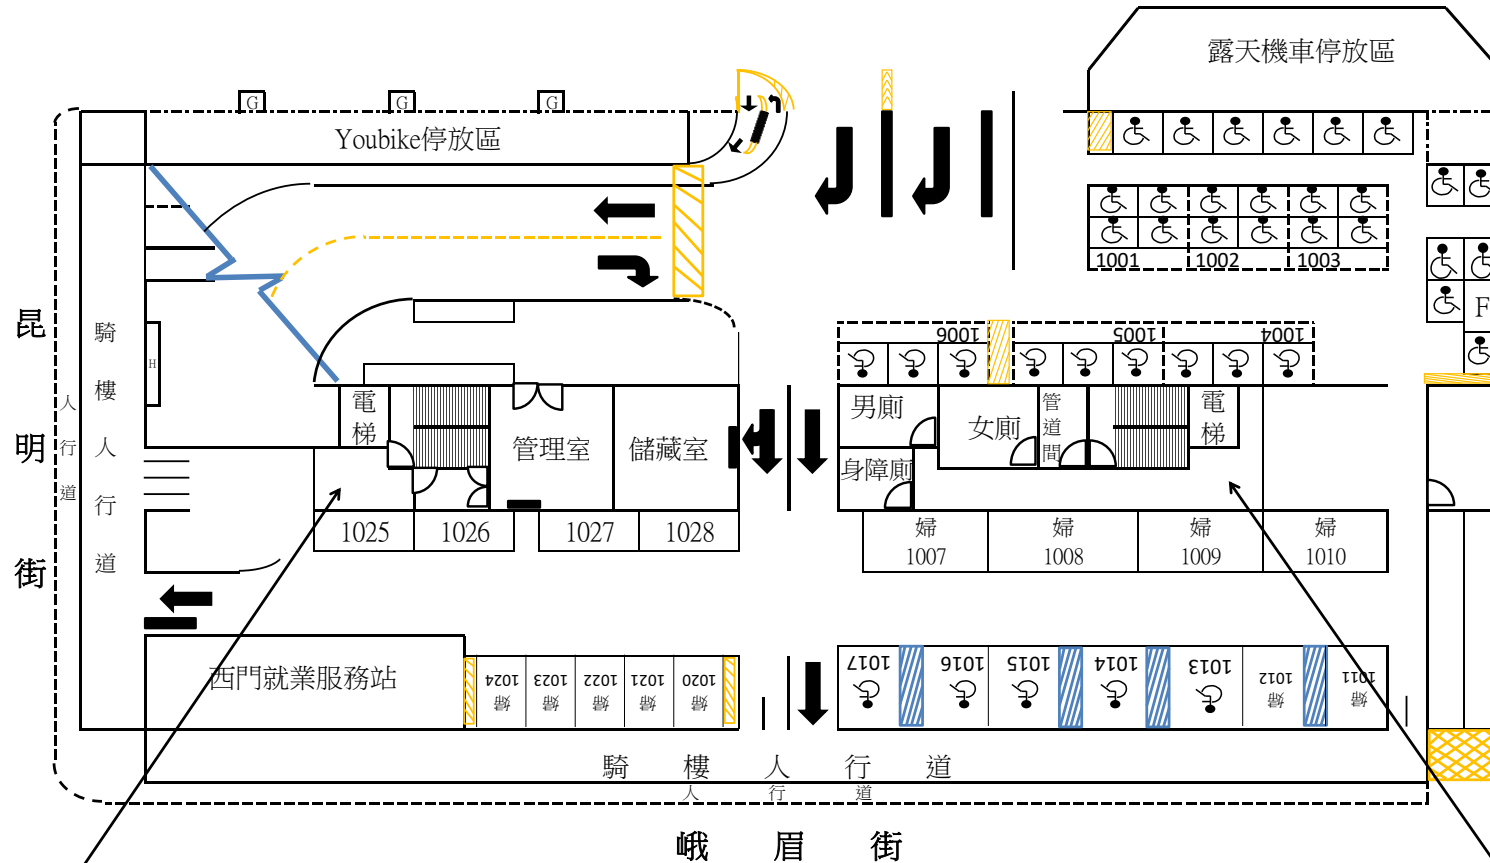 露天機車停放區
G
G
G
Youbike停放區
1001
1002
1003
F
1006
1005
1004
昆明街
騎樓人行道
人行道
H
電梯
管理室
儲藏室
男廁
身障廁
女廁
管道間
電梯
1025
1026
1027
1028
婦
1007
婦
1008
婦
1009
婦
1010
西門就業服務站
1024
婦
1023
婦
1022
婦
1021
婦
1020
婦
1017
1016
1015
1014
1013
1012
婦
1011
婦
騎樓人行道
人行道
峨眉街